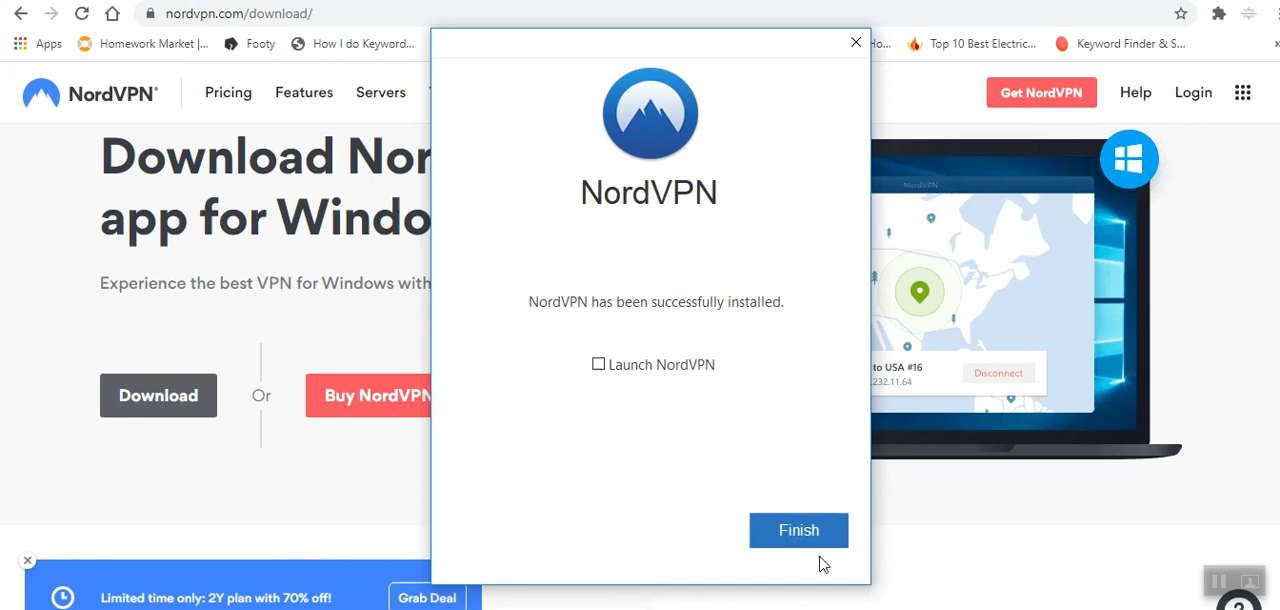 nordvpn.com/download/
Apps
Homework Market |...
Footy
How I do Keyword...
Ho...
Top 10 Best Electric...
Keyword Finder & S...
»
NordVPN®
Pricing
Features
Servers
Get NordVPN
Help
Login
NordVPN
Download Nor
app for Windo
Experience the best VPN for Windows with
Download
Or
Buy NordVPN
NordVPN
NordVPN has been successfully installed.
Launch NordVPN
Finish
to USA #16
232.11.64
Disconnect
Limited time only: 2Y plan with 70% off!
Grab Deal
?